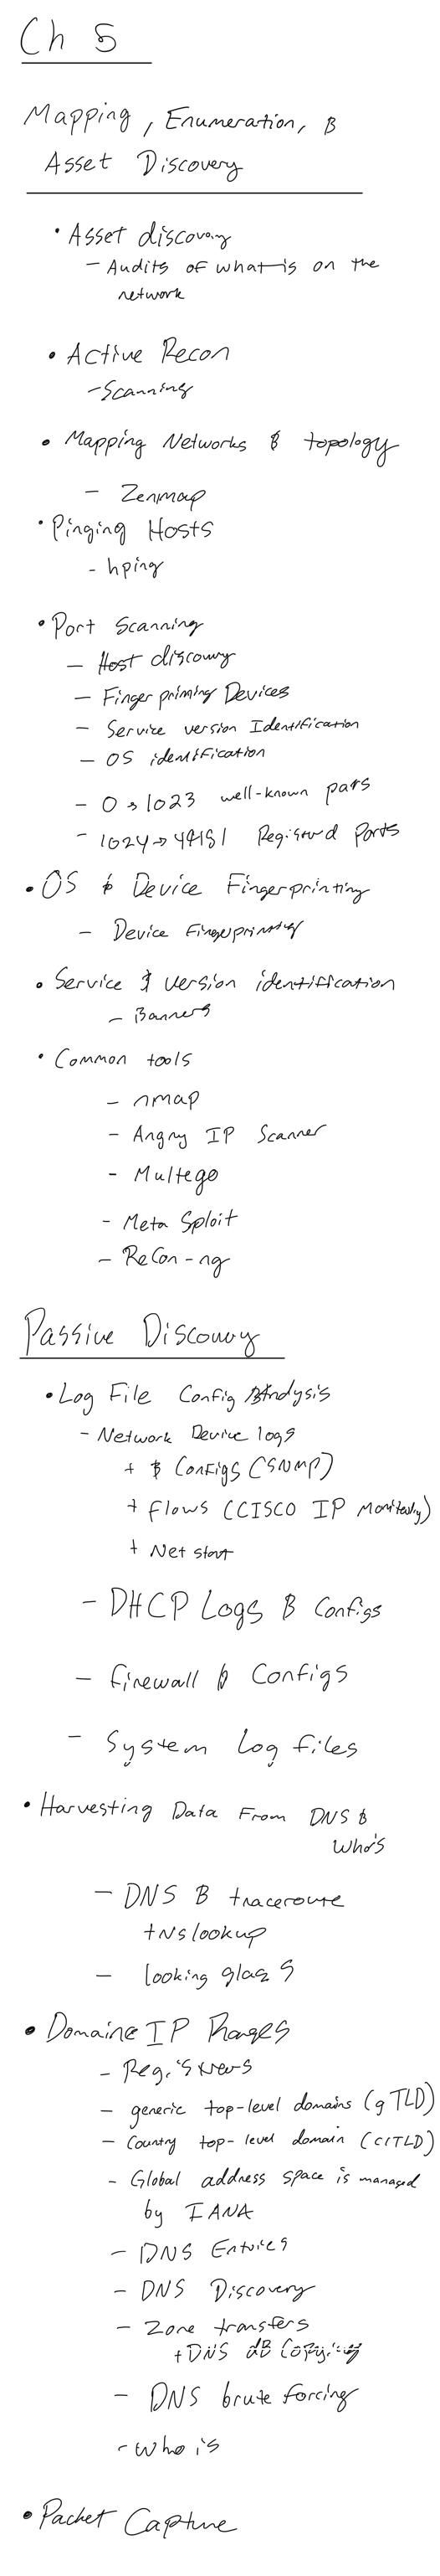 Ch 5
Mapping, Enumeration, &
Asset Discovery
• Asset discovery
- Audits of what is on the
network
• Active Recon
- Scanning
• Mapping Networks & topology
- Zenmap
• Pinging Hosts
- hping
• Port Scanning
- Host discovery
- Finger printing Devices
- Service version Identification
- OS identification
- 0 → 1023 well-known ports
- 1024 → 49151 Registered Ports
• OS & Device Fingerprinting
- Device Fingerprinting
• Service & version identification
- Banners
• Common tools
- nmap
- Angry IP Scanner
- Multego
- Meta Sploit
- ReCon-ng
Passive Discovery
• Log File Config Analysis
- Network Device logs
+ & Configs (SNMP)
+ flows (CISCO IP Monitoring)
+ Net start
- DHCP Logs & Configs
- firewall & Configs
- System Log files
• Harvesting Data From DNS &
Who's
- DNS & traceroute
+ Nslookup
- looking glass
• Domains IP Ranges
- Registrars
- generic top-level domains (gTLD)
- Country top-level domain (ccTLD)
- Global address space is managed
by IANA
- DNS Entries
- DNS Discovery
- Zone transfers
+ DNS dB Copying
- DNS brute forcing
- Who is
• Packet Capture